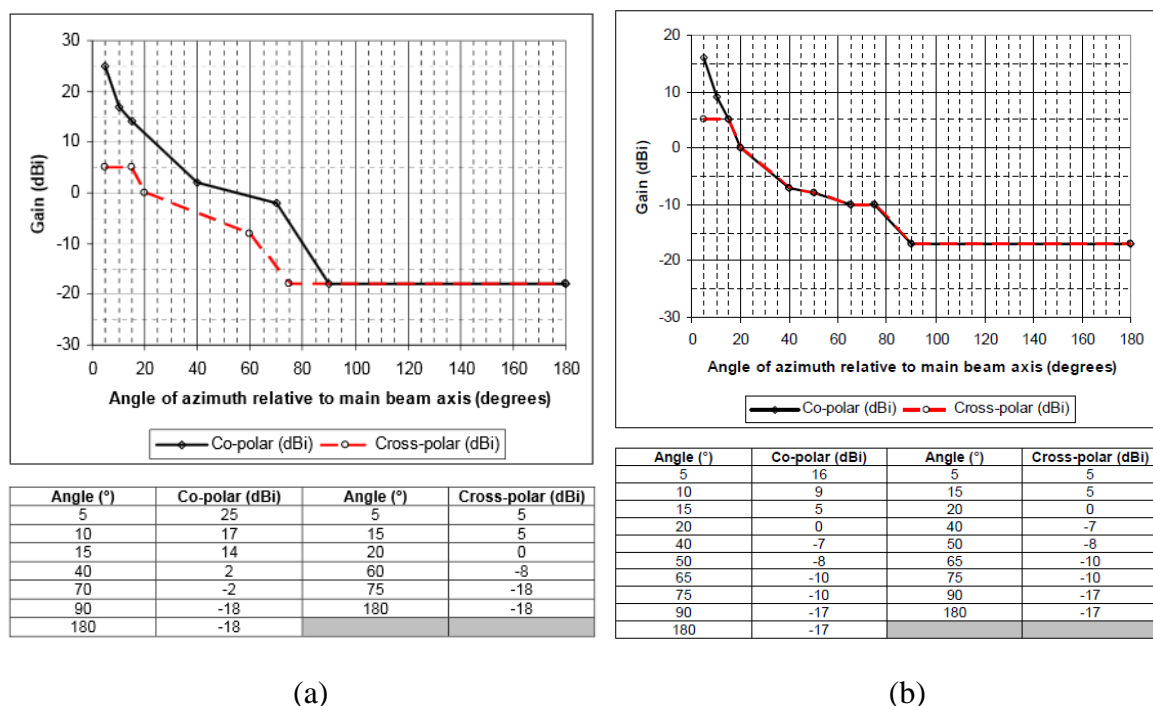 30
20
10
0
-10
-20
-30
Gain (dBi)
0 20 40 60 80 100 120 140 160 180
Angle of azimuth relative to main beam axis (degrees)
Co-polar (dBi) Cross-polar (dBi)
Angle (°) Co-polar (dBi) Angle (°) Cross-polar (dBi)
5 25 5 5
10 17 15 5
15 14 20 0
40 2 60 -8
70 -2 75 -18
90 -18 180 -18
180 -18
(a)
20
10
0
-10
-20
-30
Gain (dBi)
0 20 40 60 80 100 120 140 160 180
Angle of azimuth relative to main beam axis (degrees)
Co-polar (dBi) Cross-polar (dBi)
Angle (°) Co-polar (dBi) Angle (°) Cross-polar (dBi)
5 16 5 5
10 9 15 5
15 5 20 0
20 0 40 -7
40 -7 50 -8
50 -8 65 -10
65 -10 75 -10
75 -10 90 -17
90 -17 180 -17
180 -17
(b)